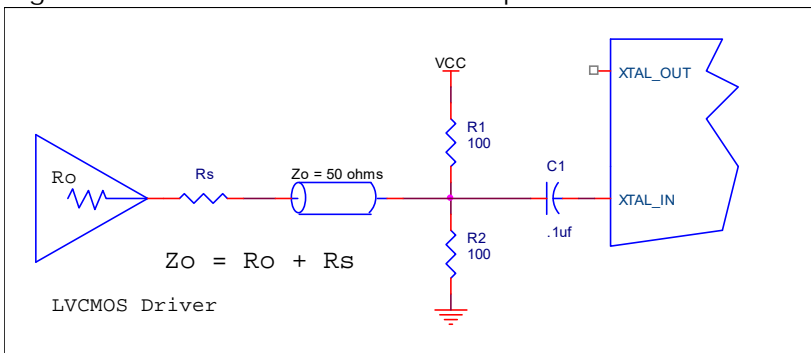 VCC
XTAL_OUT
R1
100
Ro
Rs
Zo = 50 ohms
C1
XTAL_IN
.1uf
R2
100
Zo = Ro + Rs
LVCMOS Driver